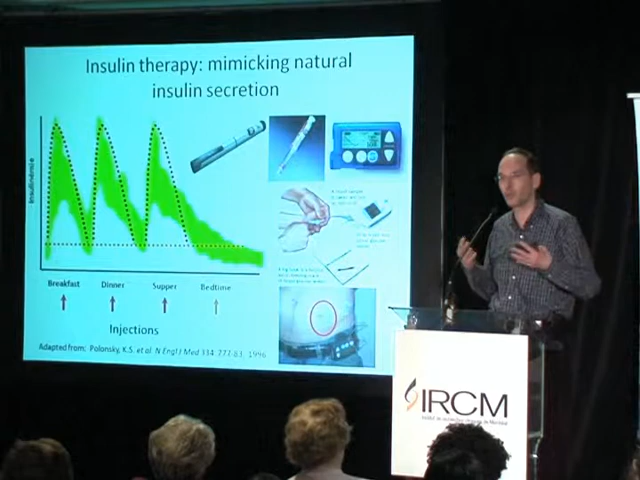 Insulin therapy: mimicking natural
insulin secretion
Insulinémie
Breakfast Dinner Supper Bedtime
Injections
Adapted from: Polonsky, K.S. et al N Engl J Med 334:777-83, 1996
IRCM